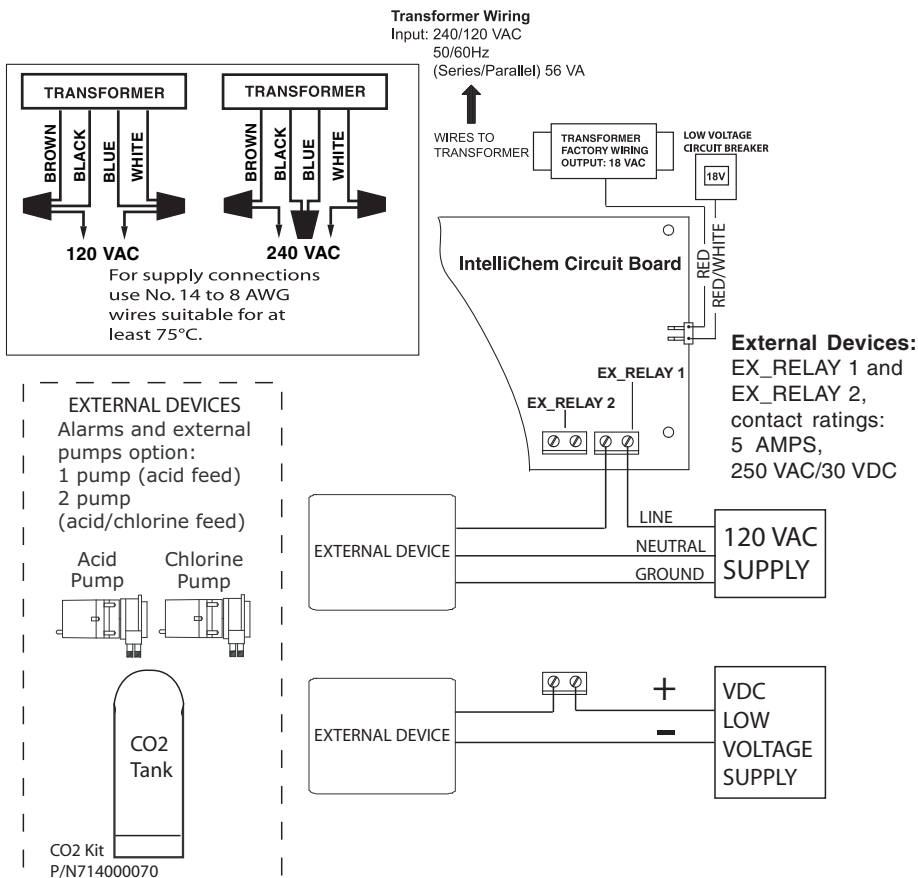 Transformer Wiring
Input: 240/120 VAC
50/60Hz
(Series/Parallel) 56 VA
TRANSFORMER
BROWN
BLACK
BLUE
WHITE
120 VAC
TRANSFORMER
BROWN
BLACK
BLUE
WHITE
240 VAC
For supply connections
use No. 14 to 8 AWG
wires suitable for at
least 75°C.
WIRES TO
TRANSFORMER
TRANSFORMER
FACTORY WIRING
OUTPUT: 18 VAC
LOW VOLTAGE
CIRCUIT BREAKER
18V
RED
RED/WHITE
IntelliChem Circuit Board
EX_RELAY 1
EX_RELAY 2
External Devices:
EX_RELAY 1 and
EX_RELAY 2,
contact ratings:
5 AMPS,
250 VAC/30 VDC
EXTERNAL DEVICES
Alarms and external
pumps option:
1 pump (acid feed)
2 pump
(acid/chlorine feed)
Acid
Pump
Chlorine
Pump
CO2
Tank
CO2 Kit
P/N714000070
EXTERNAL DEVICE
LINE
NEUTRAL
GROUND
120 VAC
SUPPLY
EXTERNAL DEVICE
+
-
VDC
LOW
VOLTAGE
SUPPLY